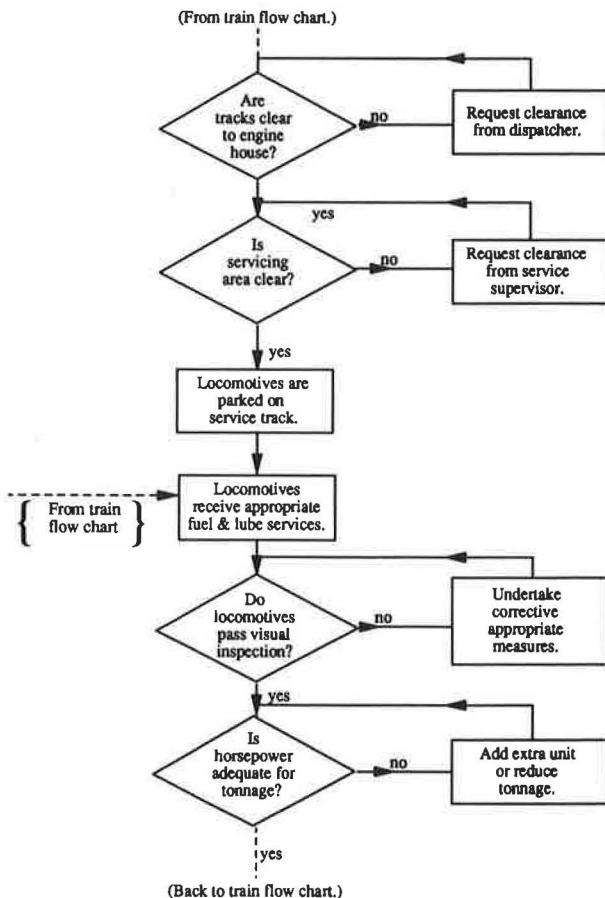 (From train flow chart.)
Are
tracks clear
to engine
house?
no
Request clearance
from dispatcher.
yes
Is
servicing
area clear?
no
Request clearance
from service
supervisor.
yes
Locomotives are
parked on
service track.
{ From train
flow chart }
Locomotives
receive appropriate
fuel & lube services.
Do
locomotives
pass visual
inspection?
no
Undertake
corrective
appropriate
measures.
yes
Is
horsepower
adequate for
tonnage?
no
Add extra unit
or reduce
tonnage.
yes
(Back to train flow chart.)